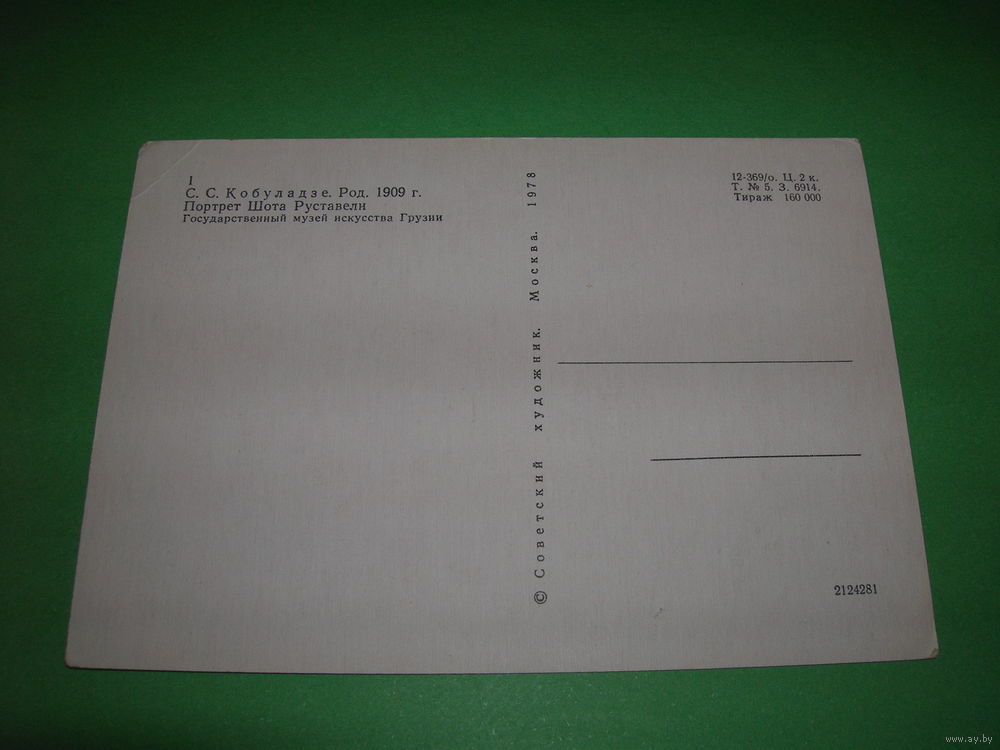 1
С. С. Кобуладзе. Род. 1909 г.
Портрет Шота Руставели
Государственный музей искусства Грузии
© Советский художник. Москва. 1978
12-369/о. Ц. 2 к.
Т. № 5. З. 6914.
Тираж 160 000
2124281
www.ay.by